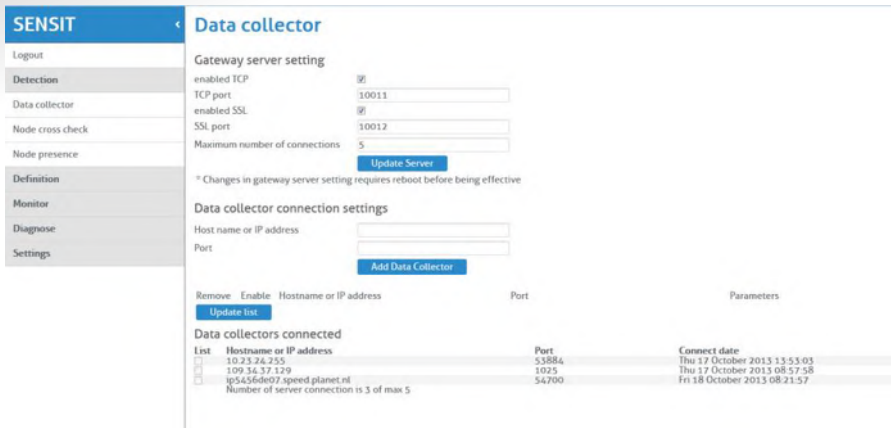 SENSIT
Logout
Detection
Data collector
Node cross check
Node presence
Definition
Monitor
Diagnose
Settings
Data collector
Gateway server setting
enabled TCP
TCP port 10011
enabled SSL
SSL port 10012
Maximum number of connections 5
Update Server
* Changes in gateway server setting requires reboot before being effective
Data collector connection settings
Host name or IP address
Port
Add Data Collector
Remove Enable Hostname or IP address Port Parameters
Update list
Data collectors connected
List Hostname or IP address Port Connect date
10.23.24.255 53884 Thu 17 October 2013 13:53:03
109.34.37.129 1025 Thu 17 October 2013 08:57:58
ip5456de07.speed.planet.nl 54700 Fri 18 October 2013 08:21:57
Number of server connection is 3 of max 5